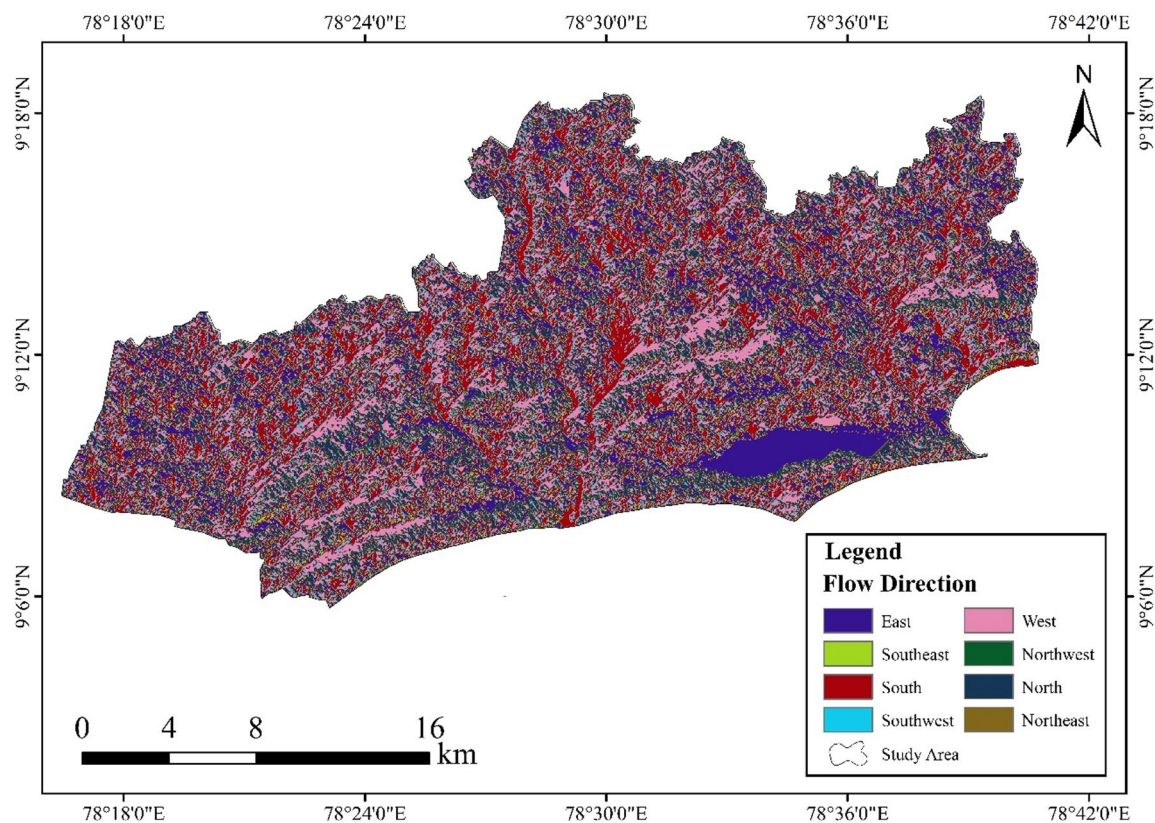 78°18'0"E 78°24'0"E 78°30'0"E 78°36'0"E 78°42'0"E
N
9°18'0"N 9°18'0"N
9°12'0"N 9°12'0"N
9°6'0"N 9°6'0"N
Legend
Flow Direction
East West
Southeast Northwest
South North
Southwest Northeast
Study Area
0 4 8 16
km
78°18'0"E 78°24'0"E 78°30'0"E 78°36'0"E 78°42'0"E